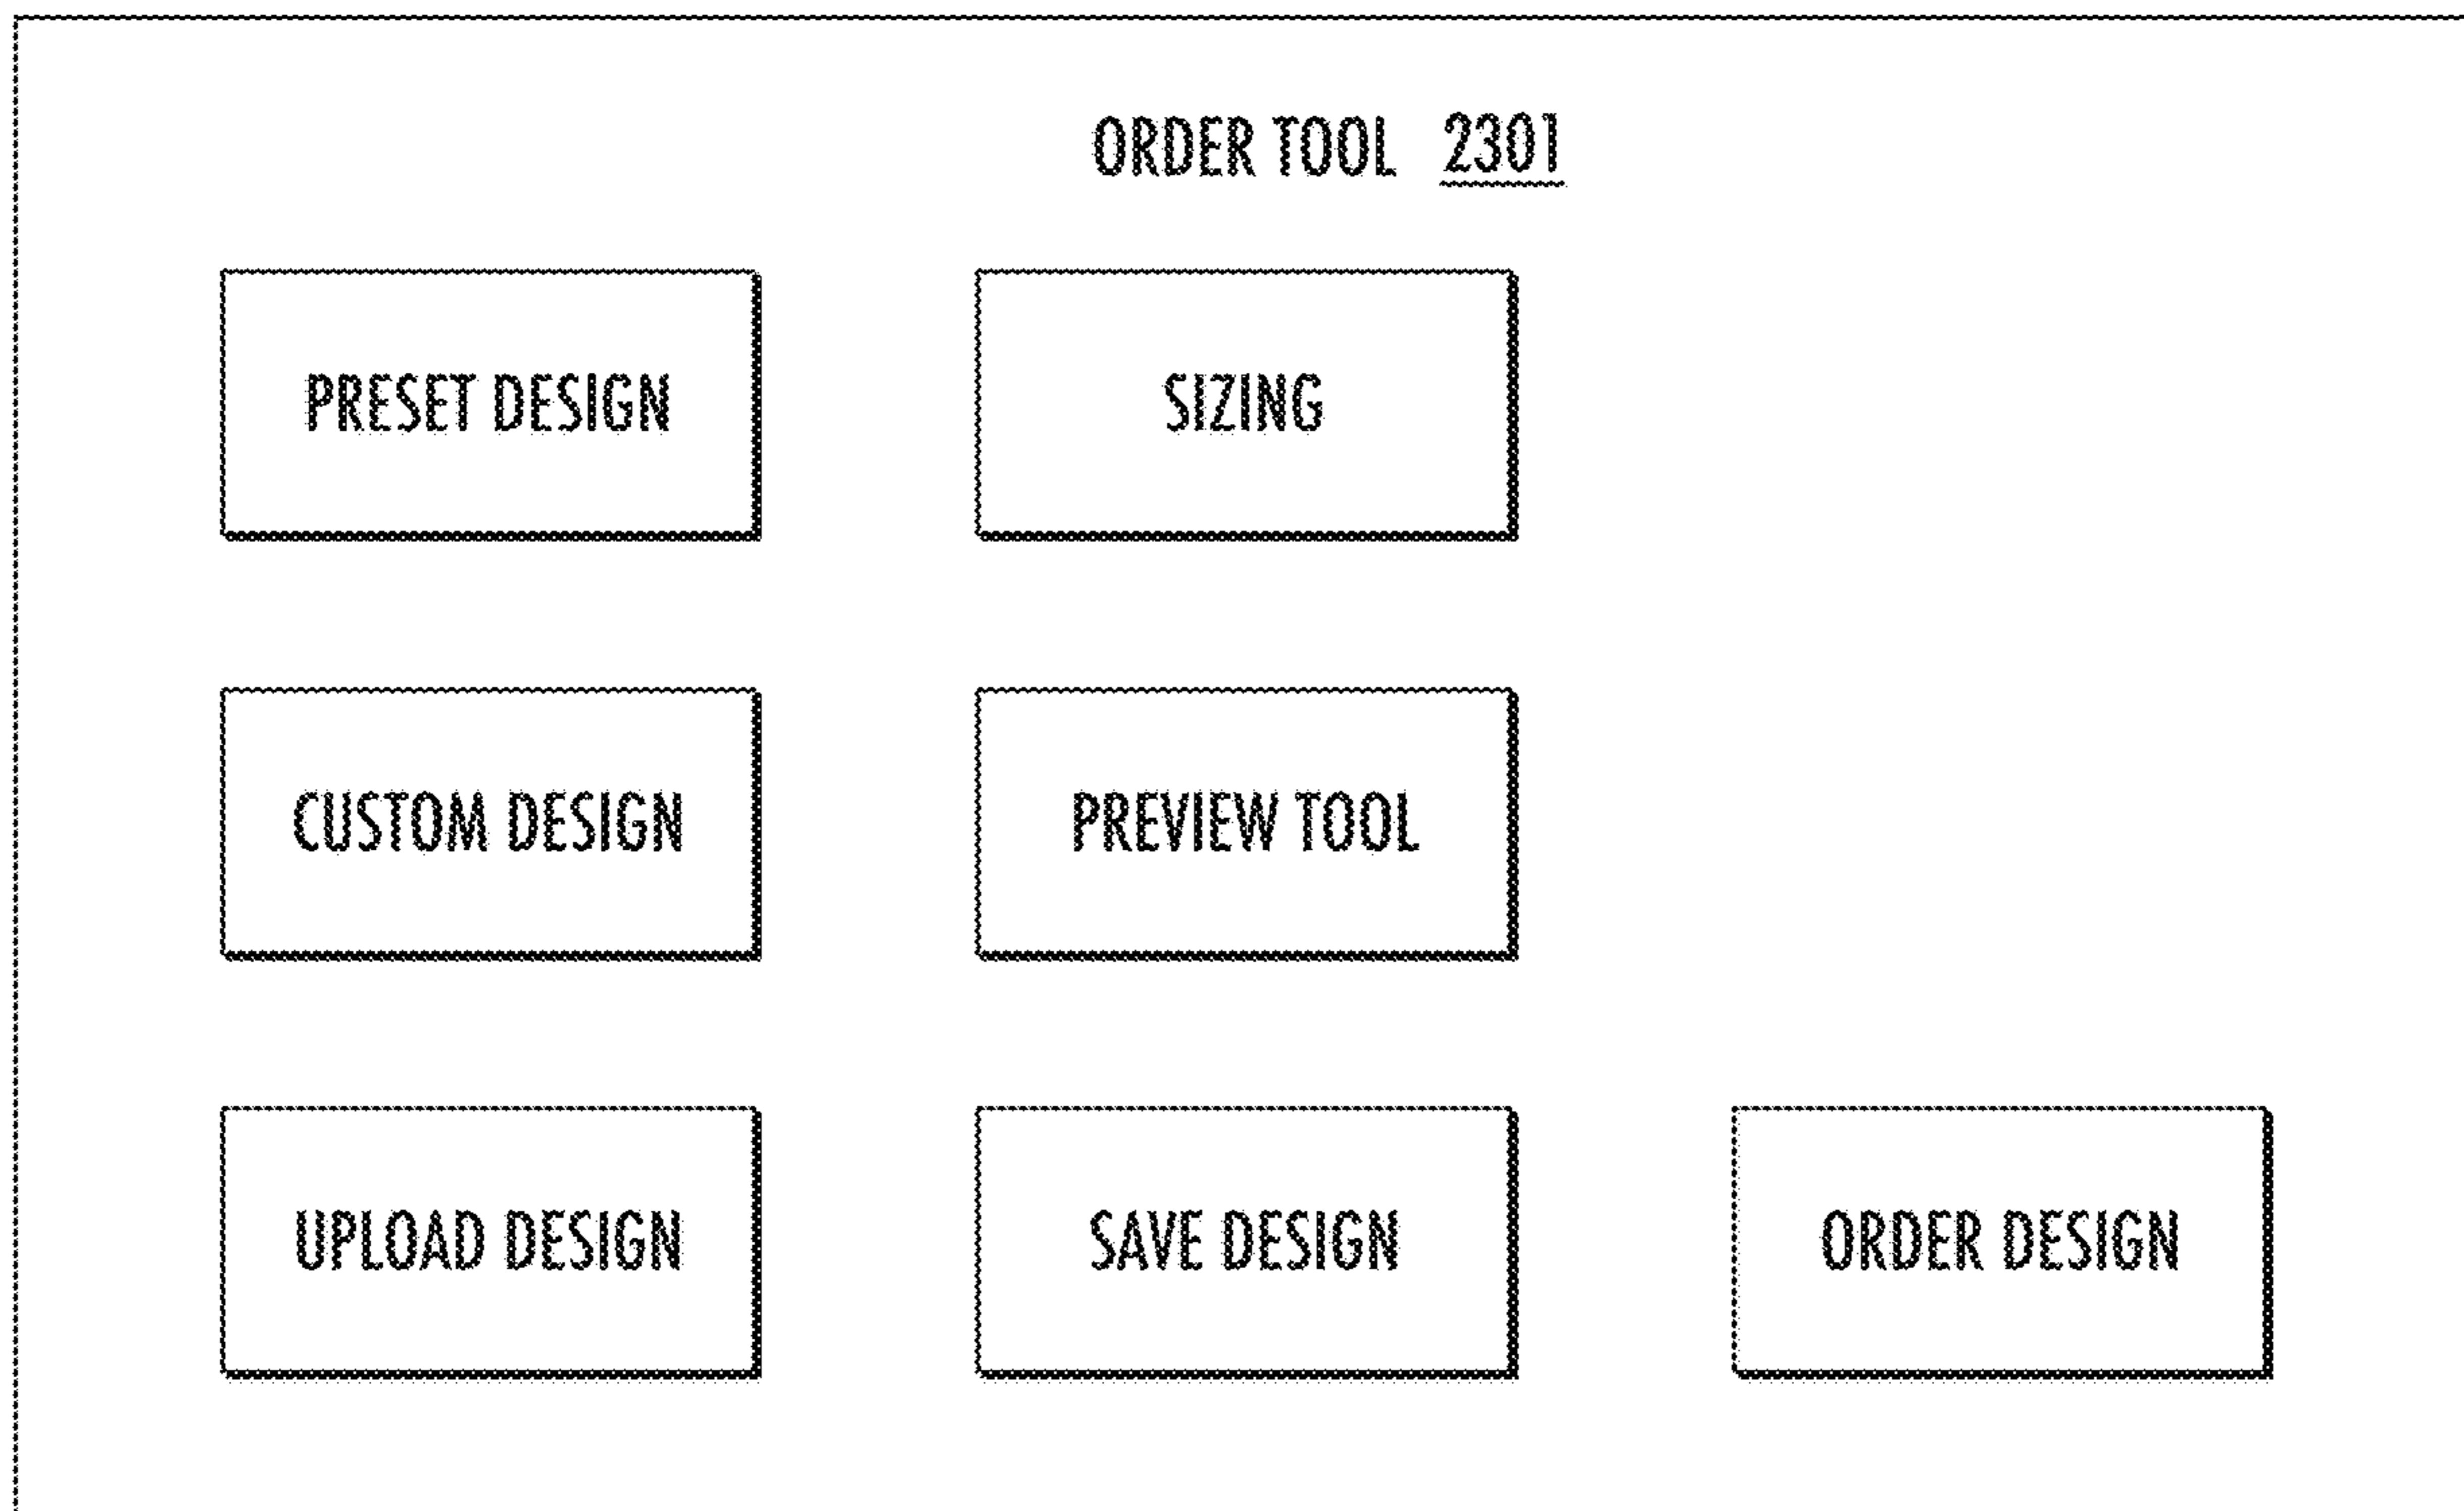 ORDER TOOL 2301
PRESET DESIGN
SIZING
CUSTOM DESIGN
PREVIEW TOOL
UPLOAD DESIGN
SAVE DESIGN
ORDER DESIGN